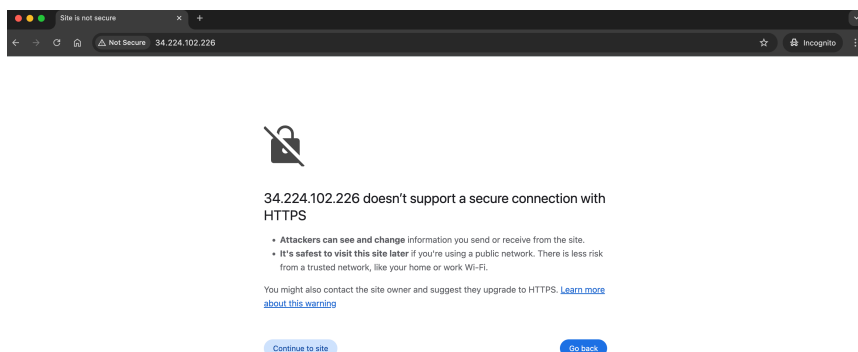 Site is not secure
Not Secure 34.224.102.226
Incognito
34.224.102.226 doesn’t support a secure connection with
HTTPS
• Attackers can see and change information you send or receive from the site.
• It's safest to visit this site later if you're using a public network. There is less risk
from a trusted network, like your home or work Wi-Fi.
You might also contact the site owner and suggest they upgrade to HTTPS. Learn more
about this warning
Continue to site
Go back